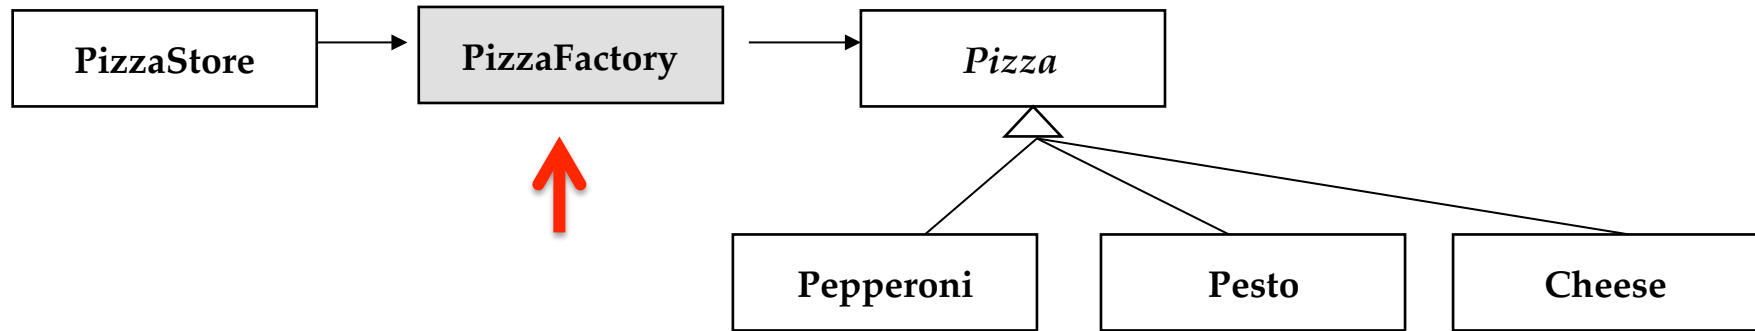 PizzaStore
PizzaFactory
Pizza
Pepperoni
Pesto
Cheese